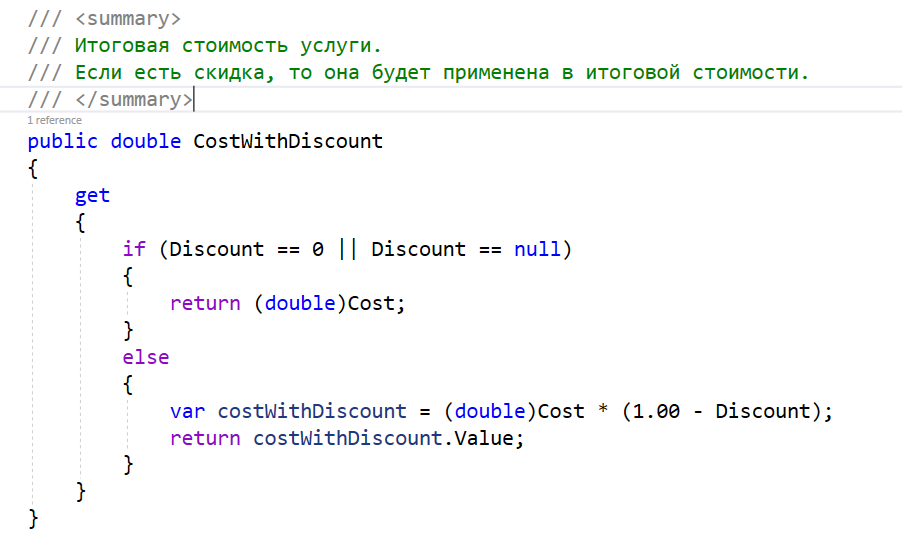 /// <summary>
/// Итоговая стоимость услуги.
/// Если есть скидка, то она будет применена в итоговой стоимости.
/// </summary>
1 reference
public double CostWithDiscount
{
    get
    {
        if (Discount == 0 || Discount == null)
        {
            return (double)Cost;
        }
        else
        {
            var costWithDiscount = (double)Cost * (1.00 - Discount);
            return costWithDiscount.Value;
        }
    }
}